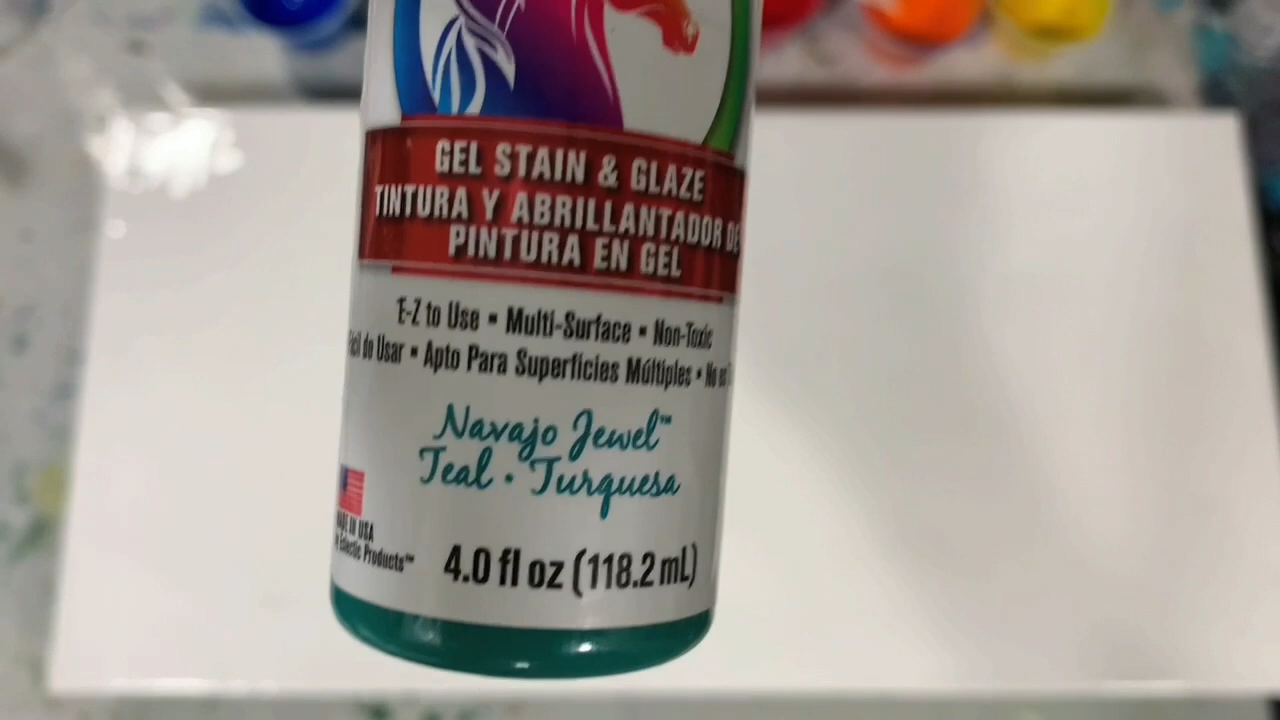 GEL STAIN & GLAZE
TINTURA Y ABRILLANTADOR DE
PINTURA EN GEL
E-Z to Use ▪ Multi-Surface ▪ Non-Toxic
de Usar ▪ Apto Para Superficies Múltiples ▪ No
Navajo Jewel™
Teal · Turquesa
MADE IN USA
Eclectic Products™
4.0 fl oz (118.2 mL)